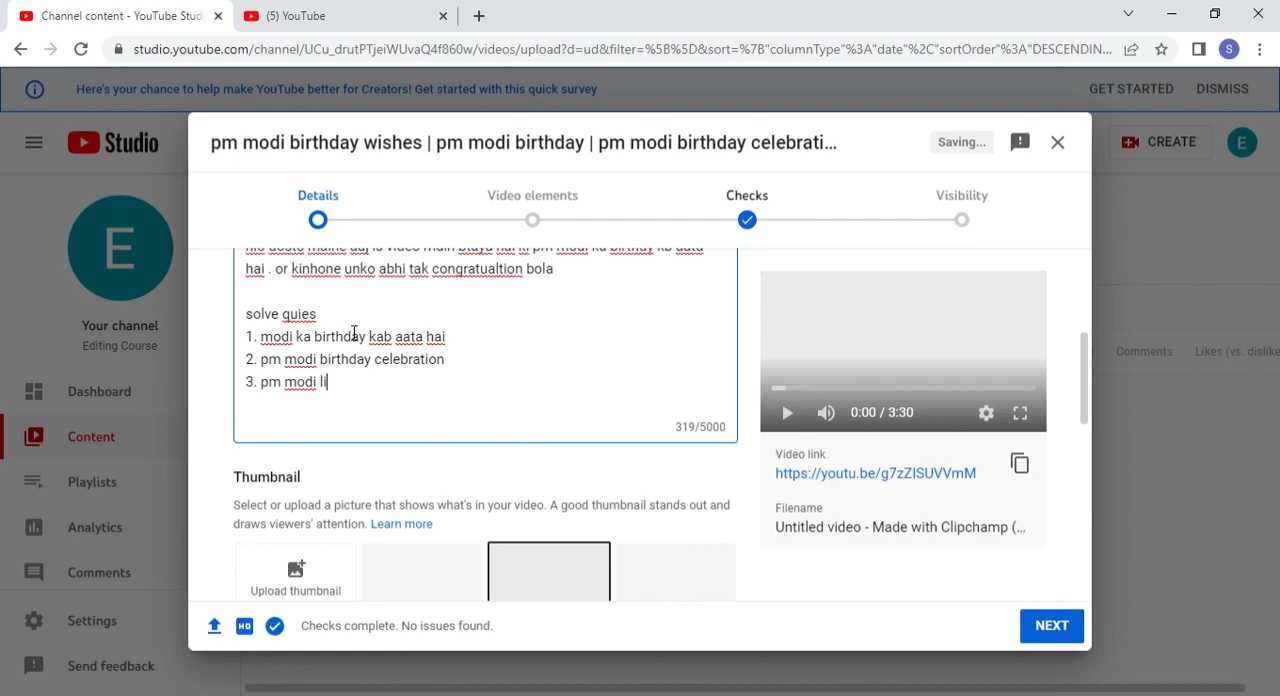 Channel content - YouTube Studi
(5) YouTube
studio.youtube.com/channel/UCu_drutPTjeiWUvaQ4f860w/videos/upload?d=ud&filter=%5B%5D&sort=%7B"columnType"%3A"date"%2C"sortOrder"%3A"DESCENDIN...
S
Here's your chance to help make YouTube better for Creators! Get started with this quick survey
GET STARTED
DISMISS
Studio
CREATE
E
pm modi birthday wishes | pm modi birthday | pm modi birthday celebrati...
Saving...
Details
Video elements
Checks
Visibility
hai . or kinhone unko abhi tak congratualtion bola
solve quies
1. modi ka birthday kab aata hai
2. pm modi birthday celebration
3. pm modi li
319/5000
Thumbnail
Select or upload a picture that shows what's in your video. A good thumbnail stands out and
draws viewers' attention. Learn more
Upload thumbnail
0:00 / 3:30
Video link
https://youtu.be/g7zZISUVVmM
Filename
Untitled video - Made with Clipchamp (...
HD
Checks complete. No issues found.
NEXT
E
Your channel
Editing Course
Dashboard
Content
Playlists
Analytics
Comments
Settings
Send feedback
Comments
Likes (vs. dislike